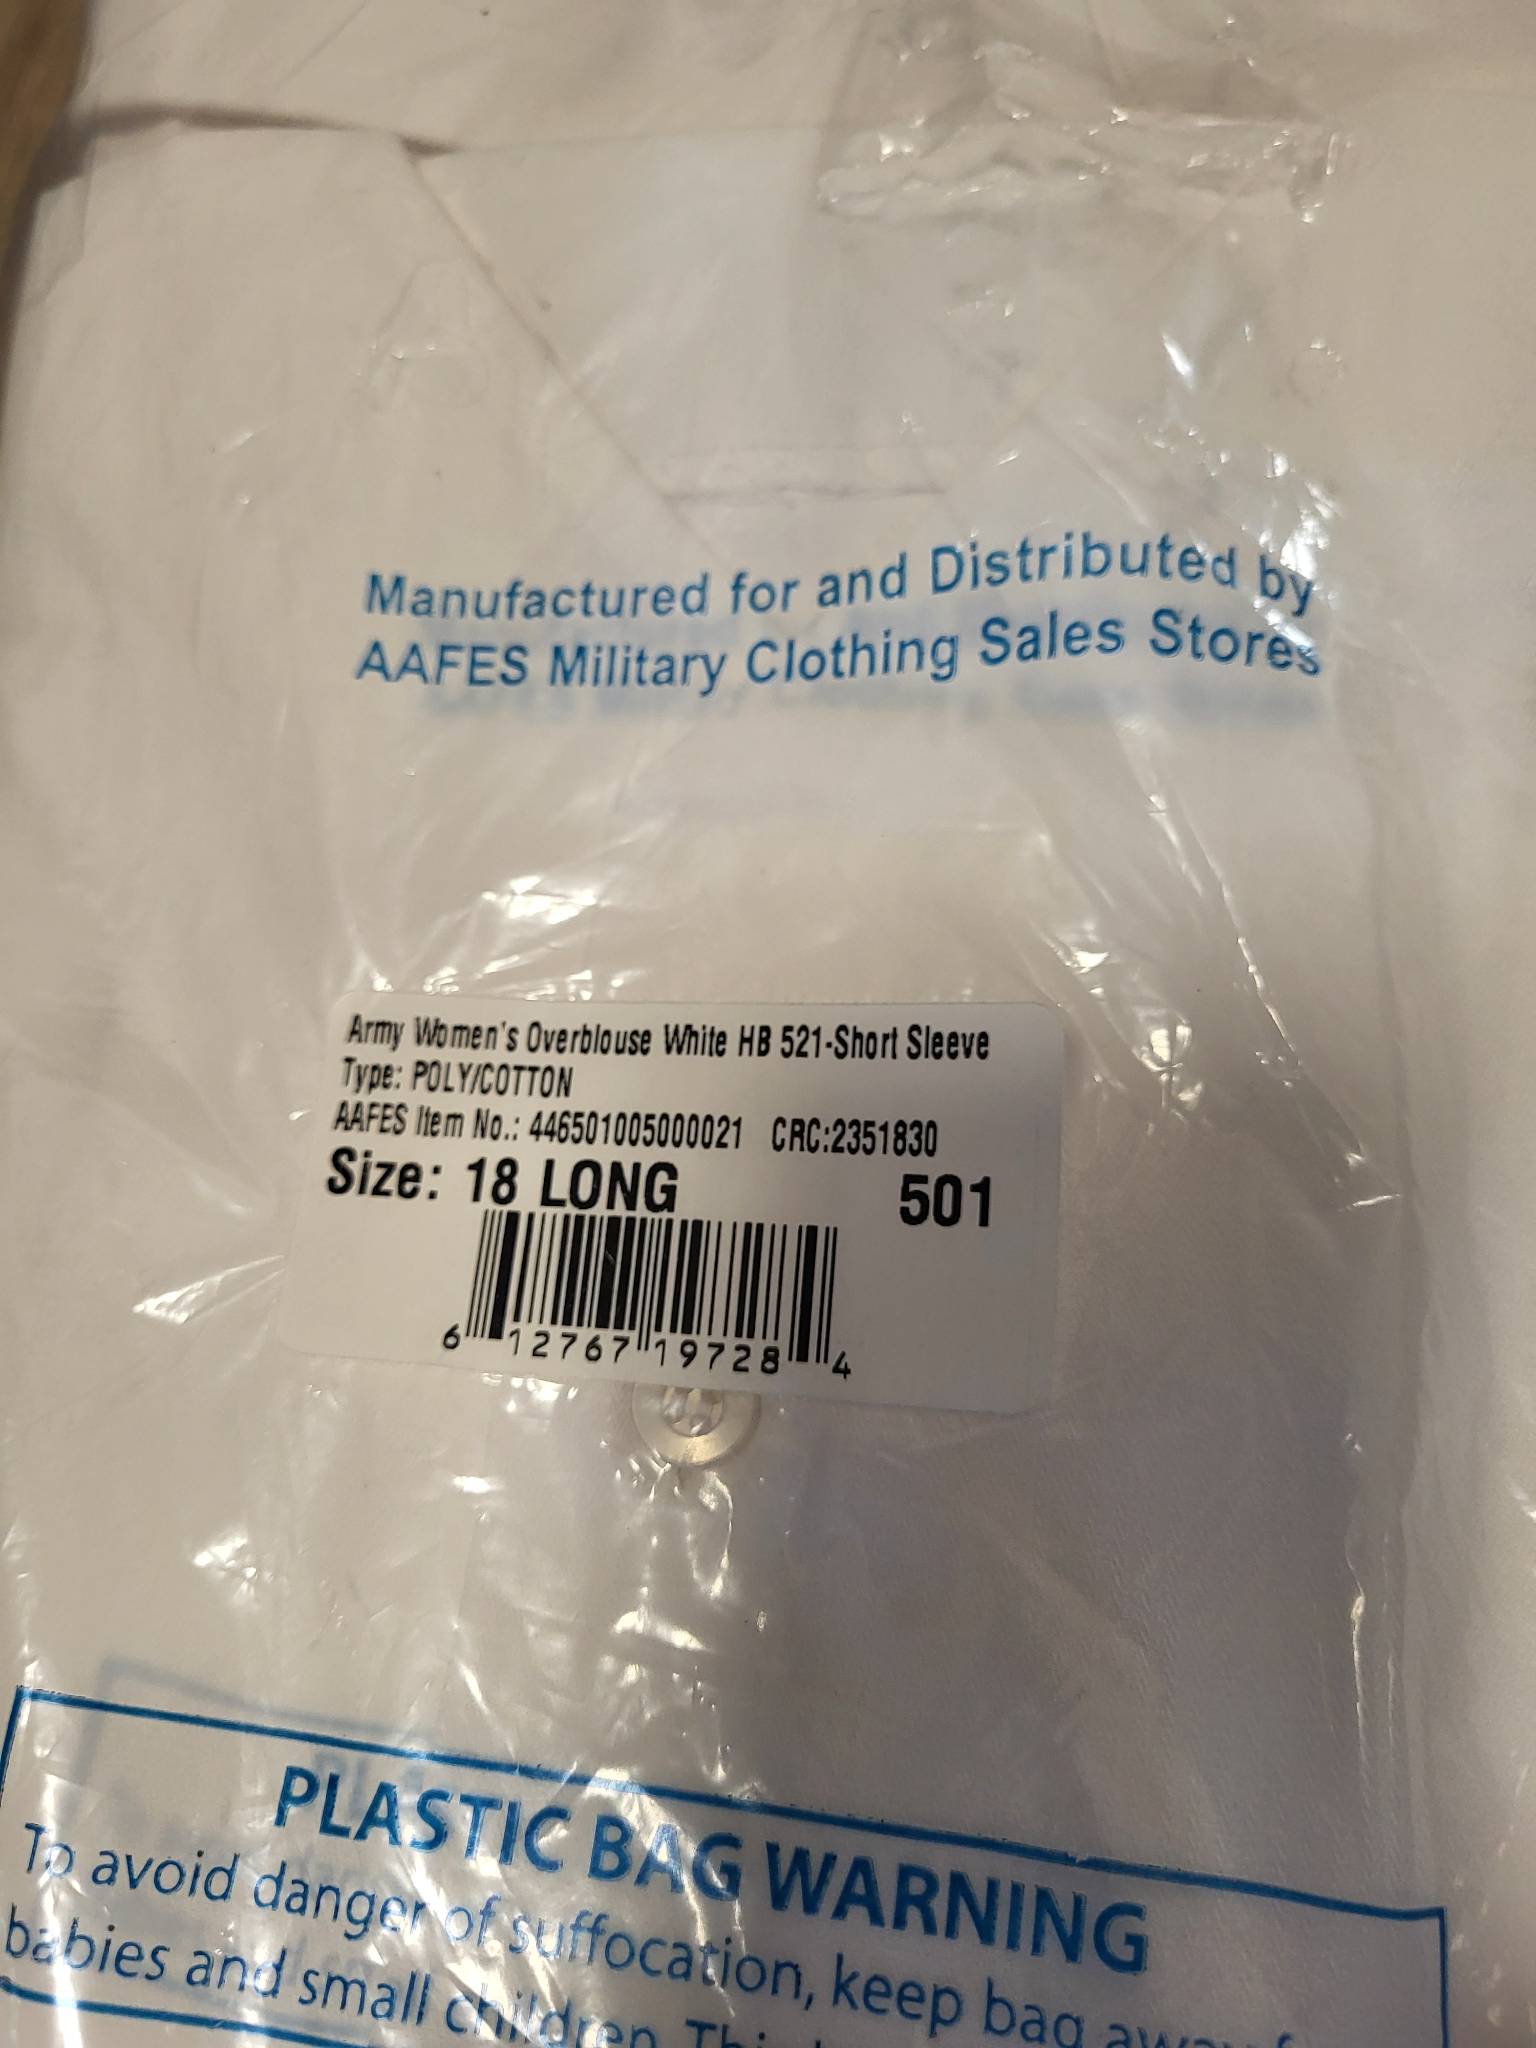 Manufactured for and Distributed by
AAFES Military Clothing Sales Stores
Army Women's Overblouse White HB 521-Short Sleeve
Type: POLY/COTTON
AAFES Item No.: 446501005000021 CRC:2351830
Size: 18 LONG 501
6 12767 19728 4
PLASTIC BAG WARNING
To avoid danger of suffocation, keep bag away
babies and small children.